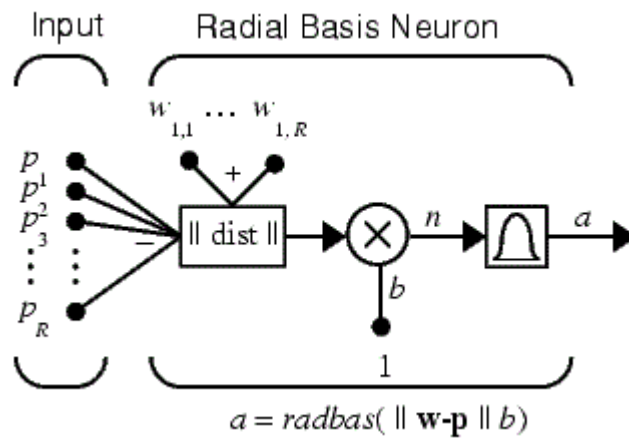 Input
Radial Basis Neuron
w1,1 ... w1,R
p1
p2
p3
pR
+
−
|| dist ||
n
a
b
1
a = radbas( || w-p || b)